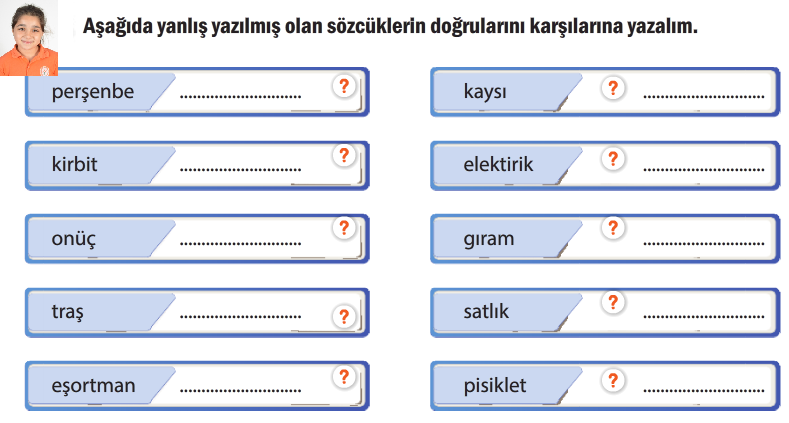 Aşağıda yanlış yazılmış olan sözcüklerin doğrularını karşılarına yazalım.
perşenbe ............................ ?
kaysı ? ............................
kirbit ............................ ?
elektirik ? ............................
onüç ............................ ?
gıram ? ............................
traş ............................ ?
satlık ? ............................
eşortman ............................ ?
pisiklet ? ............................